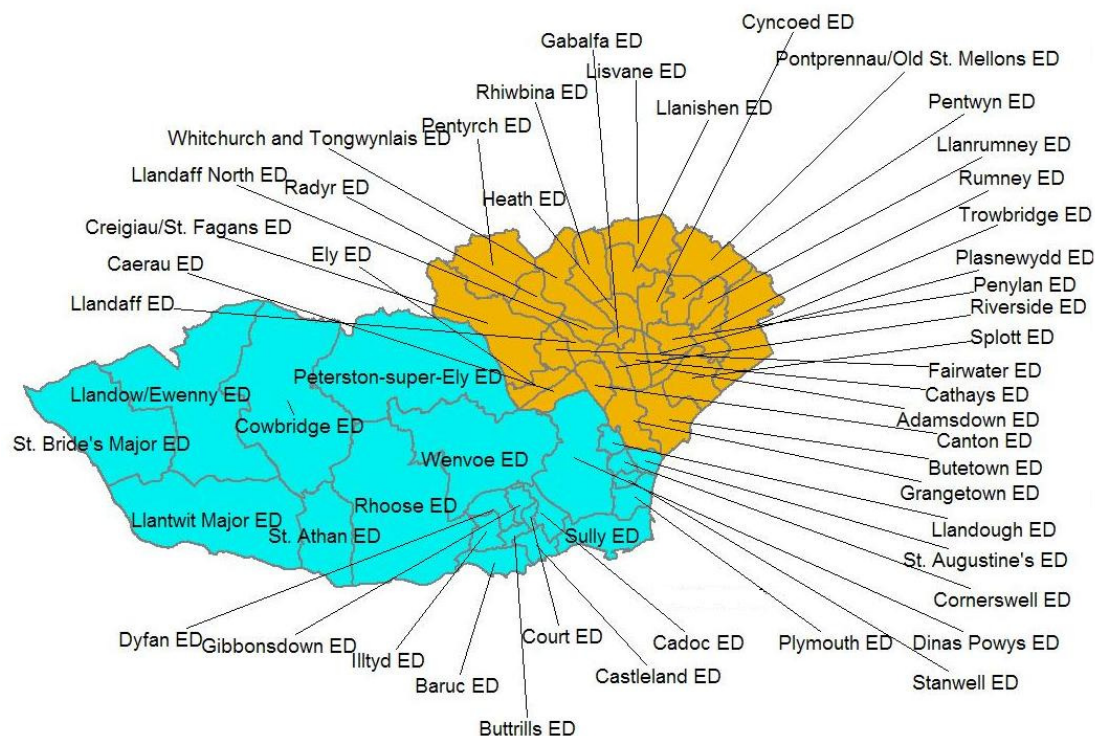 Cyncoed ED
Gabalfa ED
Lisvane ED
Pontprennau/Old St. Mellons ED
Rhiwbina ED
Llanishen ED
Pentwyn ED
Pentyrch ED
Whitchurch and Tongwynlais ED
Llanrumney ED
Llandaff North ED
Radyr ED
Heath ED
Rumney ED
Creigiau/St. Fagans ED
Trowbridge ED
Ely ED
Plasnewydd ED
Caerau ED
Penylan ED
Llandaff ED
Riverside ED
Splott ED
Fairwater ED
Peterston-super-Ely ED
Llandow/Ewenny ED
Cathays ED
Cowbridge ED
Adamsdown ED
St. Bride's Major ED
Canton ED
Wenvoe ED
Butetown ED
Grangetown ED
Rhoose ED
Llantwit Major ED
St. Athan ED
Sully ED
Llandough ED
St. Augustine's ED
Cornerswell ED
Dyfan ED
Gibbonsdown ED
Court ED
Cadoc ED
Plymouth ED
Dinas Powys ED
Illtyd ED
Castleland ED
Stanwell ED
Baruc ED
Buttrills ED